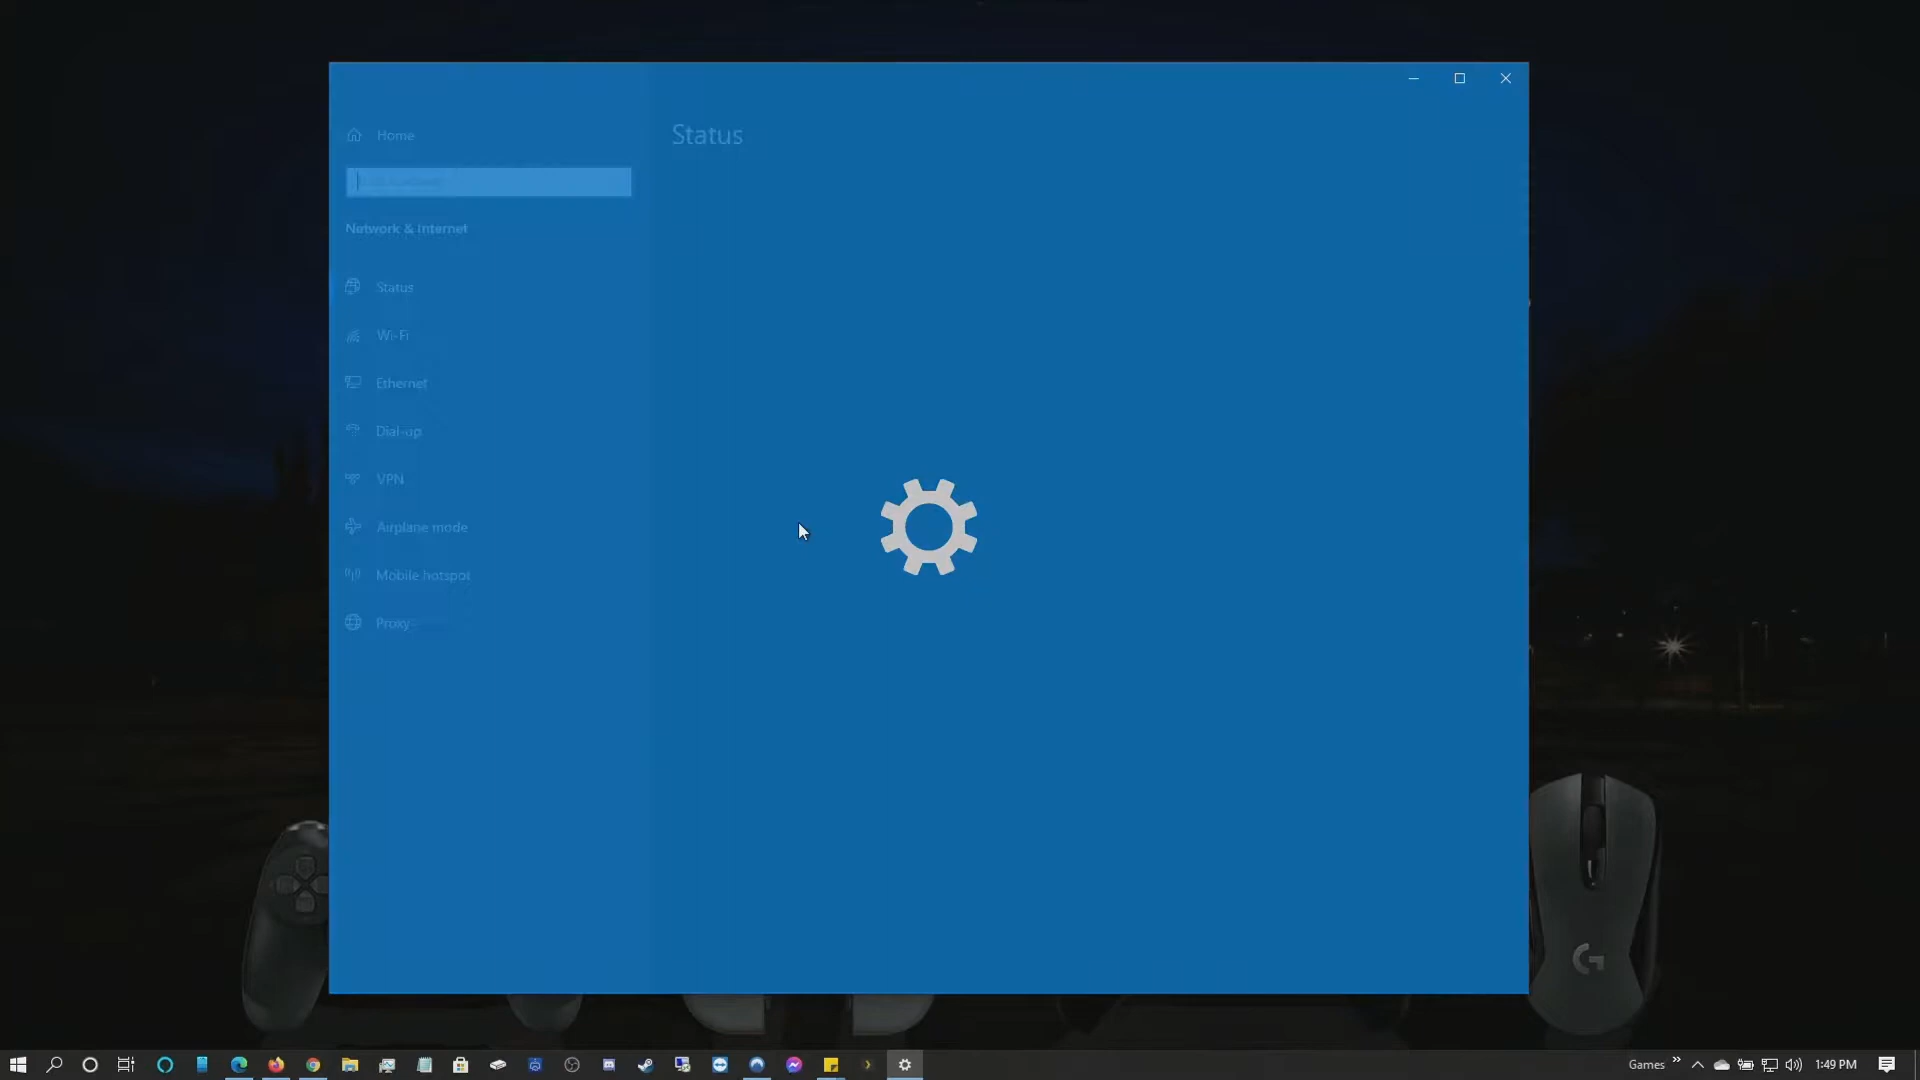 Home
Status
Network & Internet
Status
Wi-Fi
Ethernet
Dial-up
VPN
Airplane mode
Mobile hotspot
Proxy
Games
1:49 PM